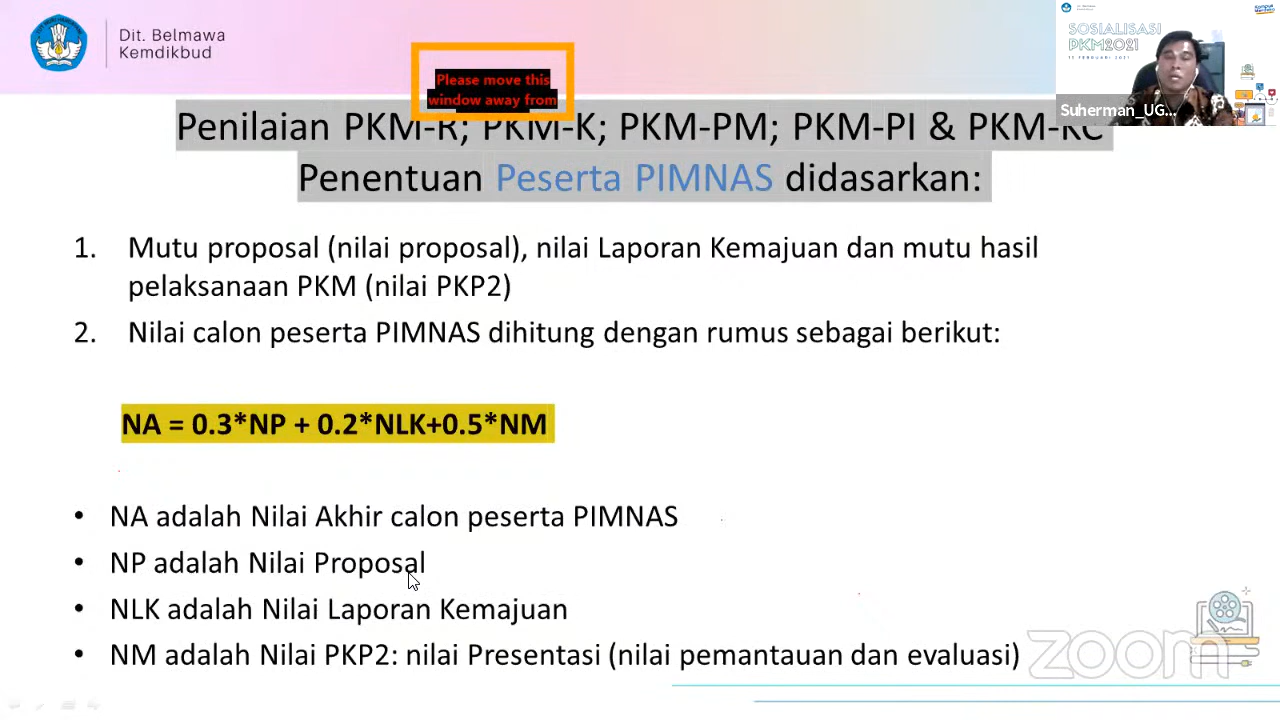 Dit. Belmawa
Kemdikbud
Please move this
window away from
Dit. Belmawa
SOSIALISASI
PKM2021
Suherman_UG...
Penilaian PKM-R; PKM-K; PKM-PM; PKM-PI & PKM-KC
Penentuan Peserta PIMNAS didasarkan:
1. Mutu proposal (nilai proposal), nilai Laporan Kemajuan dan mutu hasil
pelaksanaan PKM (nilai PKP2)
2. Nilai calon peserta PIMNAS dihitung dengan rumus sebagai berikut:
NA = 0.3*NP + 0.2*NLK+0.5*NM
• NA adalah Nilai Akhir calon peserta PIMNAS
• NP adalah Nilai Proposal
• NLK adalah Nilai Laporan Kemajuan
• NM adalah Nilai PKP2: nilai Presentasi (nilai pemantauan dan evaluasi)
zoom